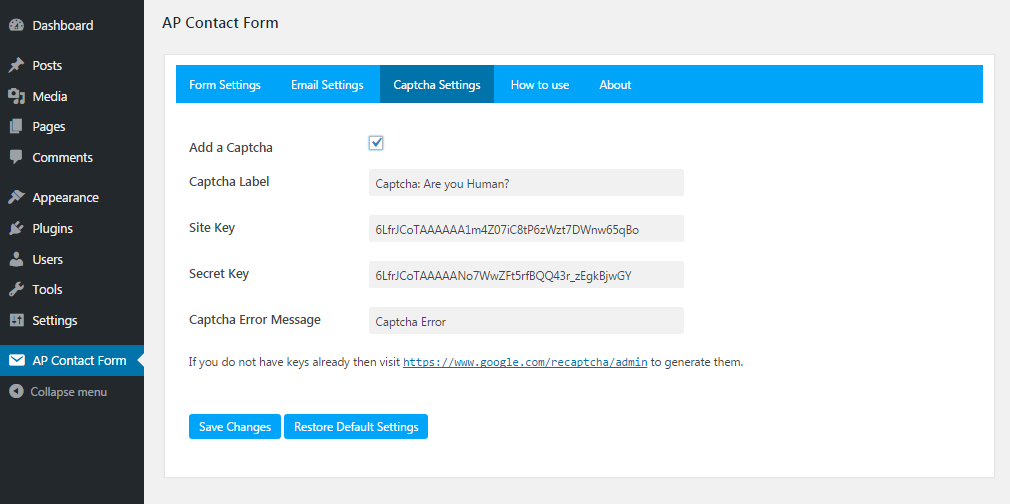 Dashboard
Posts
Media
Pages
Comments
Appearance
Plugins
Users
Tools
Settings
AP Contact Form
Collapse menu
AP Contact Form
Form Settings Email Settings Captcha Settings How to use About
Add a Captcha
Captcha Label Captcha: Are you Human?
Site Key 6LfrJCoTAAAAAA1m4Z07iC8tP6zWzt7DWnw65qBo
Secret Key 6LfrJCoTAAAAANo7WwZFt5rfBQQ43r_zEgkBjwGY
Captcha Error Message Captcha Error
If you do not have keys already then visit https://www.google.com/recaptcha/admin to generate them.
Save Changes Restore Default Settings